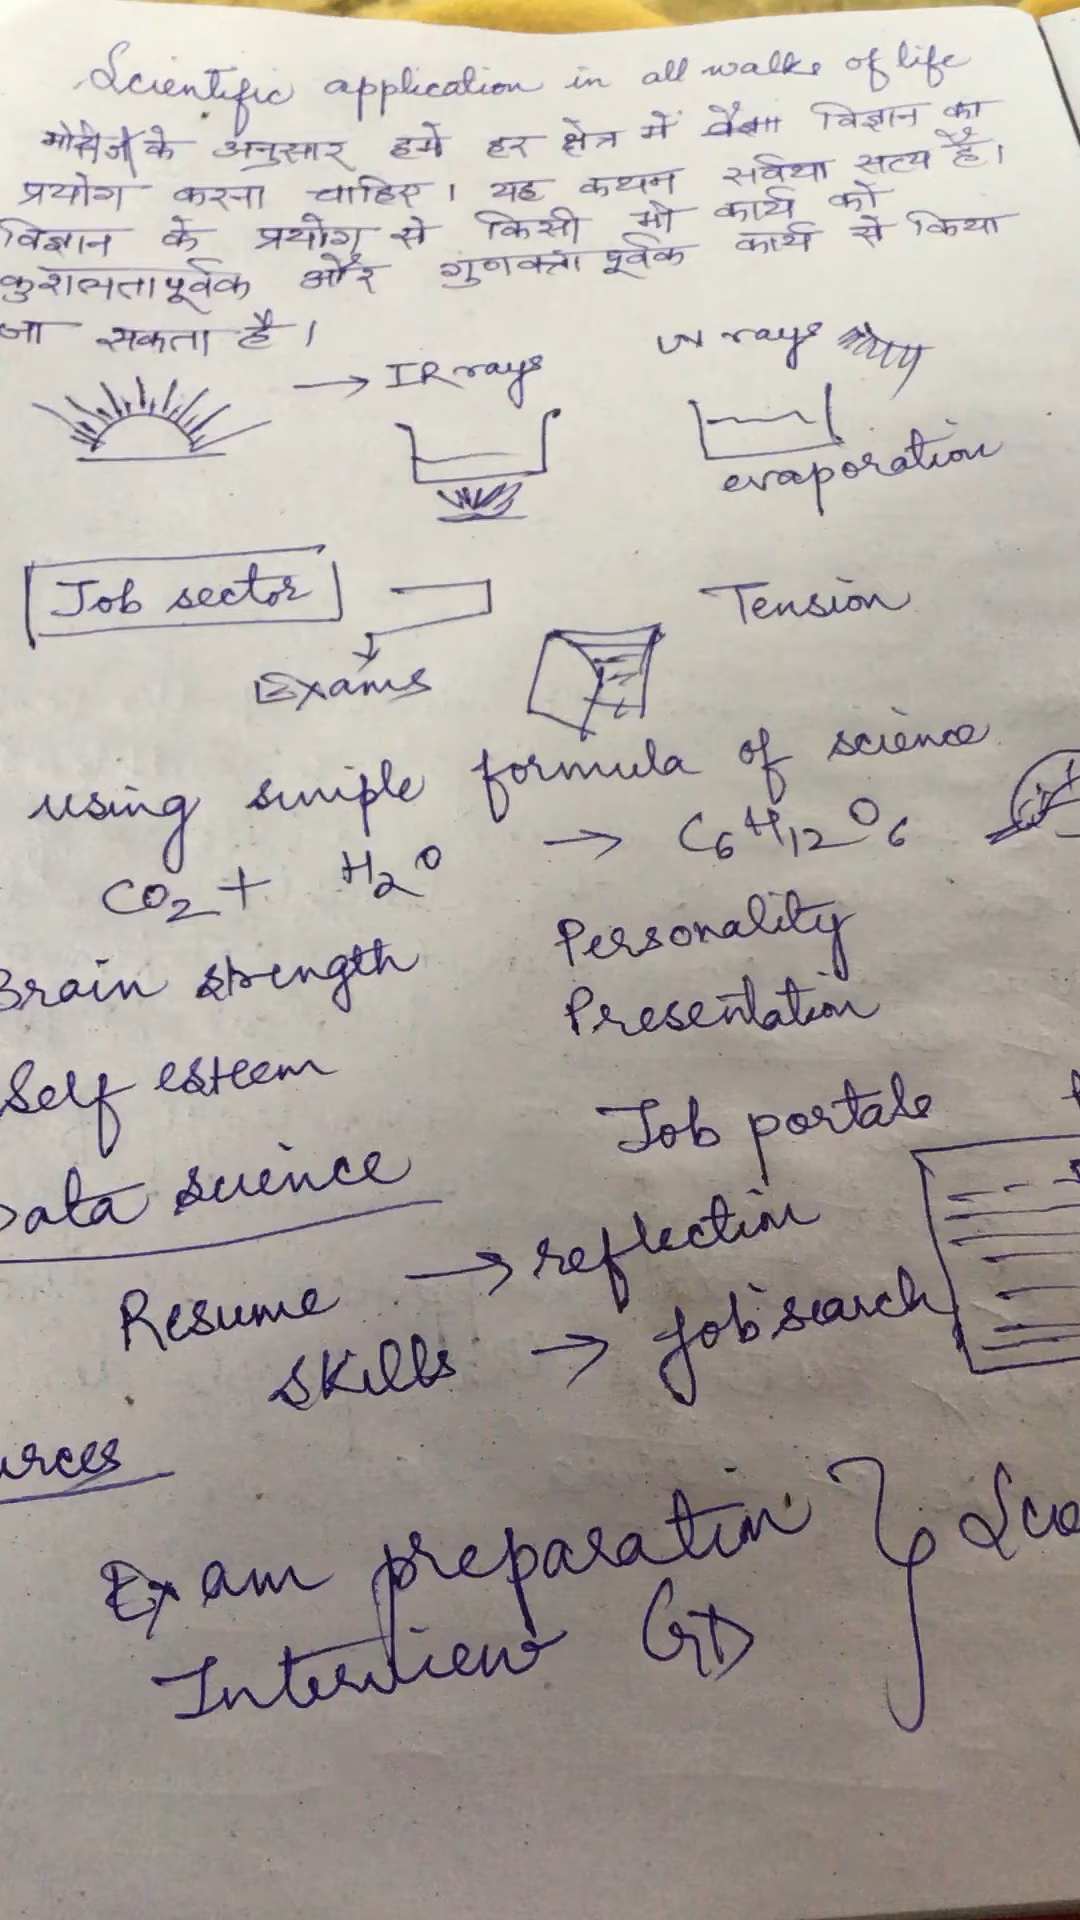 Scientific application in all walks of life
मोदी जी के अनुसार हमें हर क्षेत्र में विज्ञान का
प्रयोग करना चाहिए। यह कथन सर्वथा सत्य है।
विज्ञान के प्रयोग से किसी भी कार्य को
कुशलतापूर्वक और गुणवत्ता पूर्वक कार्य से किया
जा सकता है।
→ IR rays
UV rays
evaporation
Job sector
Tension
Exams
using simple formula of science
CO2 + H2O → C6H12O6
Brain strength
Personality
Presentation
Self esteem
Job portals
Data science
Resume → reflection
Skills → job search
urces
Exam preparation
Interview GD